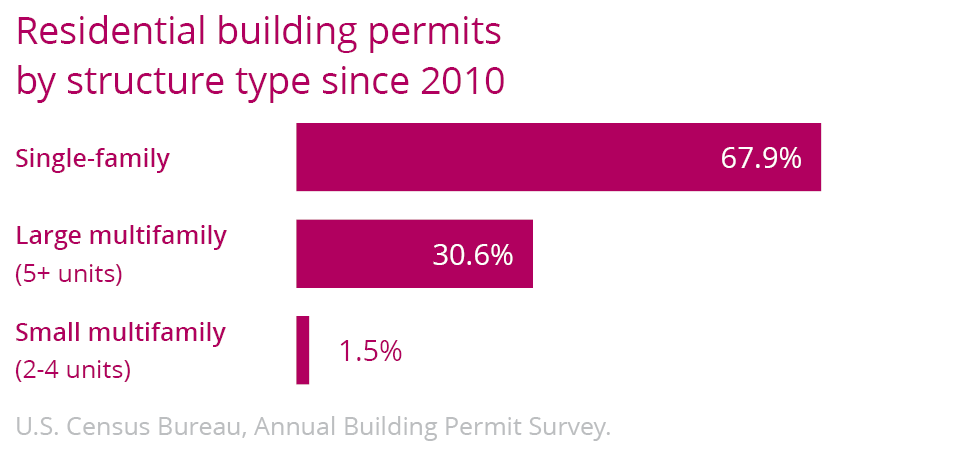 Residential building permits
by structure type since 2010
Single-family
67.9%
Large multifamily
(5+ units)
30.6%
Small multifamily
(2-4 units)
1.5%
U.S. Census Bureau, Annual Building Permit Survey.